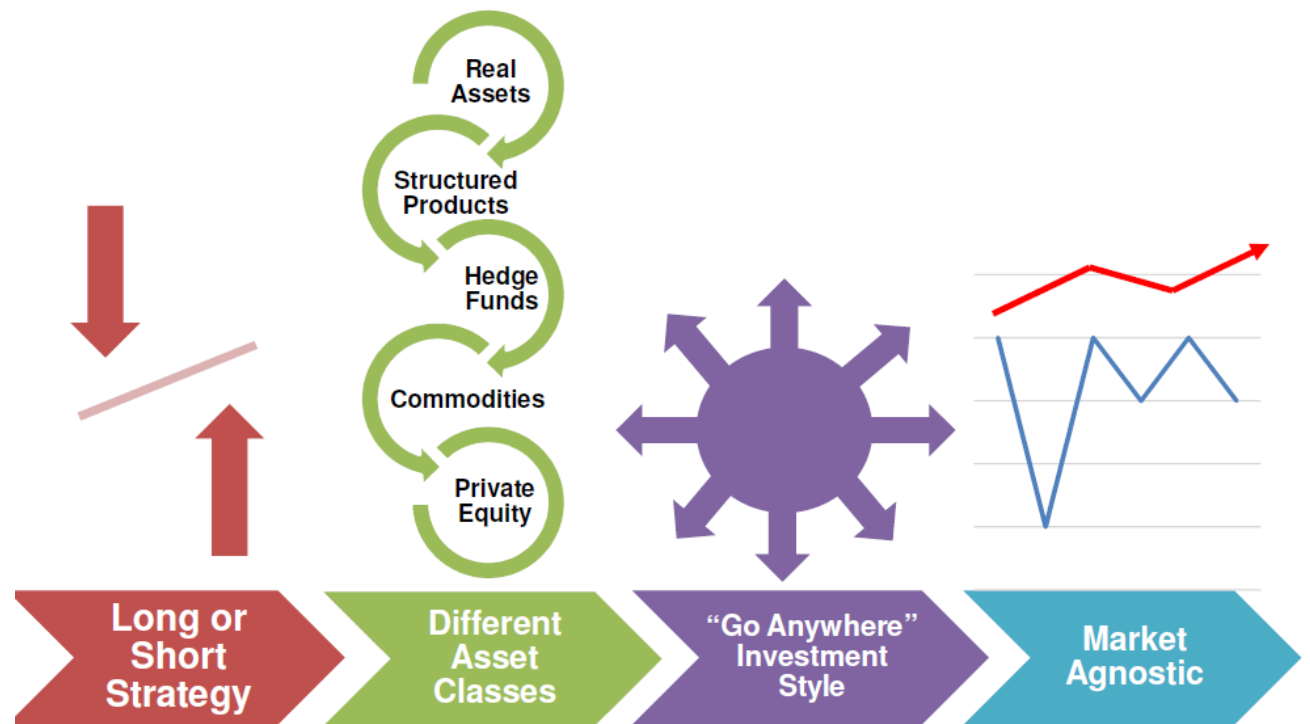 Real
Assets
Structured
Products
Hedge
Funds
Commodities
Private
Equity
Long or
Short
Strategy
Different
Asset
Classes
“Go Anywhere”
Investment
Style
Market
Agnostic